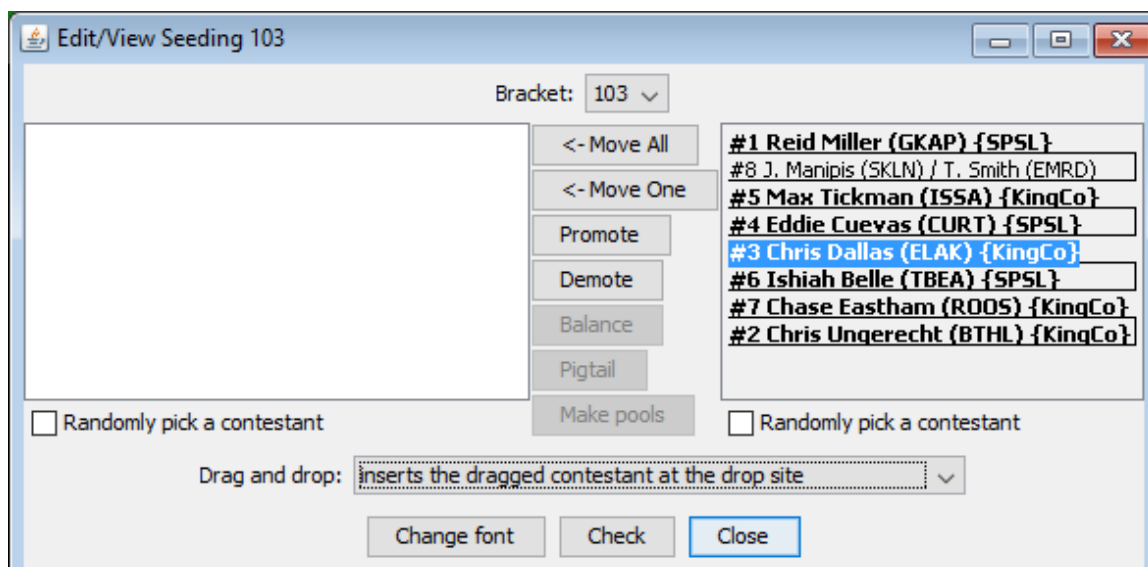 Edit/View Seeding 103
Bracket: 103
<- Move All
<- Move One
Promote
Demote
Balance
Pigtail
Make pools
#1 Reid Miller (GKAP) {SPSL}
#8 J. Manipis (SKLN) / T. Smith (EMRD)
#5 Max Tickman (ISSA) {KingCo}
#4 Eddie Cuevas (CURT) {SPSL}
#3 Chris Dallas (ELAK) {KingCo}
#6 Ishiah Belle (TBEA) {SPSL}
#7 Chase Eastham (ROOS) {KingCo}
#2 Chris Ungerecht (BTHL) {KingCo}
Randomly pick a contestant
Randomly pick a contestant
Drag and drop: inserts the dragged contestant at the drop site
Change font Check Close